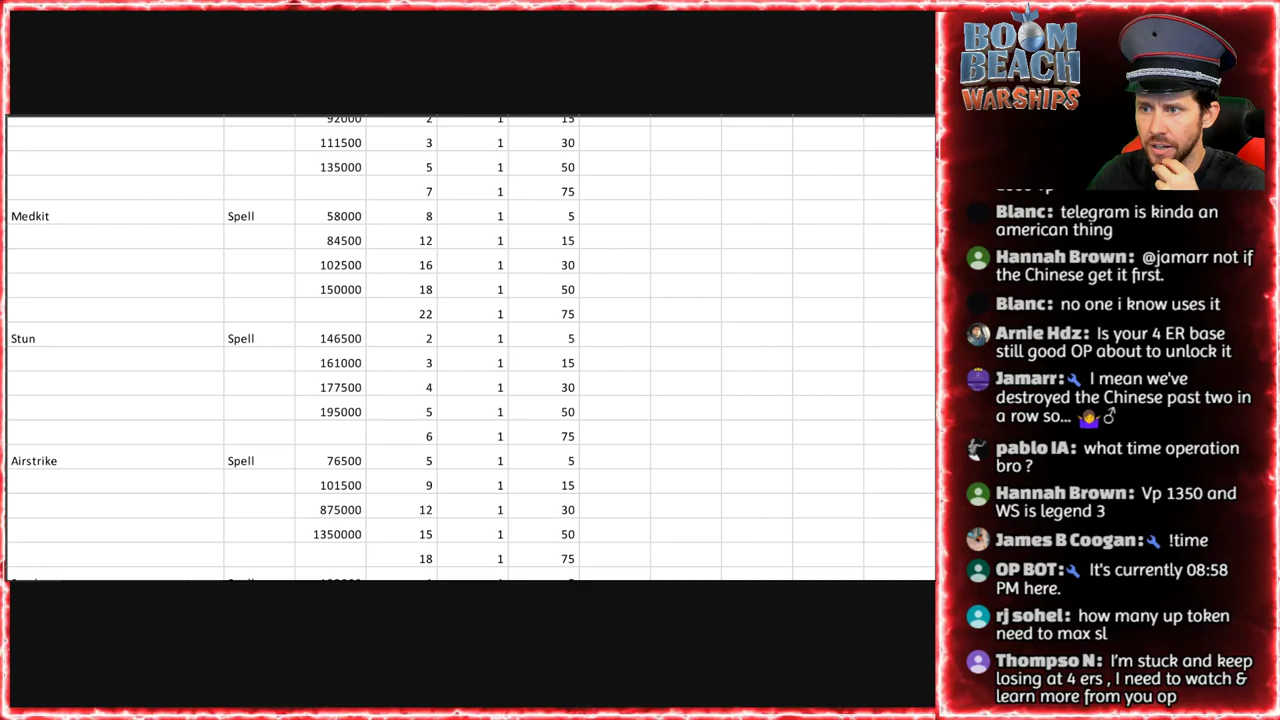 92000 2 1 15
111500 3 1 30
135000 5 1 50
7 1 75
Medkit Spell 58000 8 1 5
84500 12 1 15
102500 16 1 30
150000 18 1 50
22 1 75
Stun Spell 146500 2 1 5
161000 3 1 15
177500 4 1 30
195000 5 1 50
6 1 75
Airstrike Spell 76500 5 1 5
101500 9 1 15
875000 12 1 30
1350000 15 1 50
18 1 75
BOOM
BEACH
WARSHIPS
Blanc: telegram is kinda an
american thing
Hannah Brown: @jamarr not if
the Chinese get it first.
Blanc: no one i know uses it
Arnie Hdz: Is your 4 ER base
still good OP about to unlock it
Jamarr: I mean we've
destroyed the Chinese past two in
a row so... 🤷♂
pablo IA: what time operation
bro ?
Hannah Brown: Vp 1350 and
WS is legend 3
James B Coogan: !time
OP BOT: It's currently 08:58
PM here.
rj sohel: how many up token
need to max sl
Thompso N: I'm stuck and keep
losing at 4 ers , I need to watch &
learn more from you op